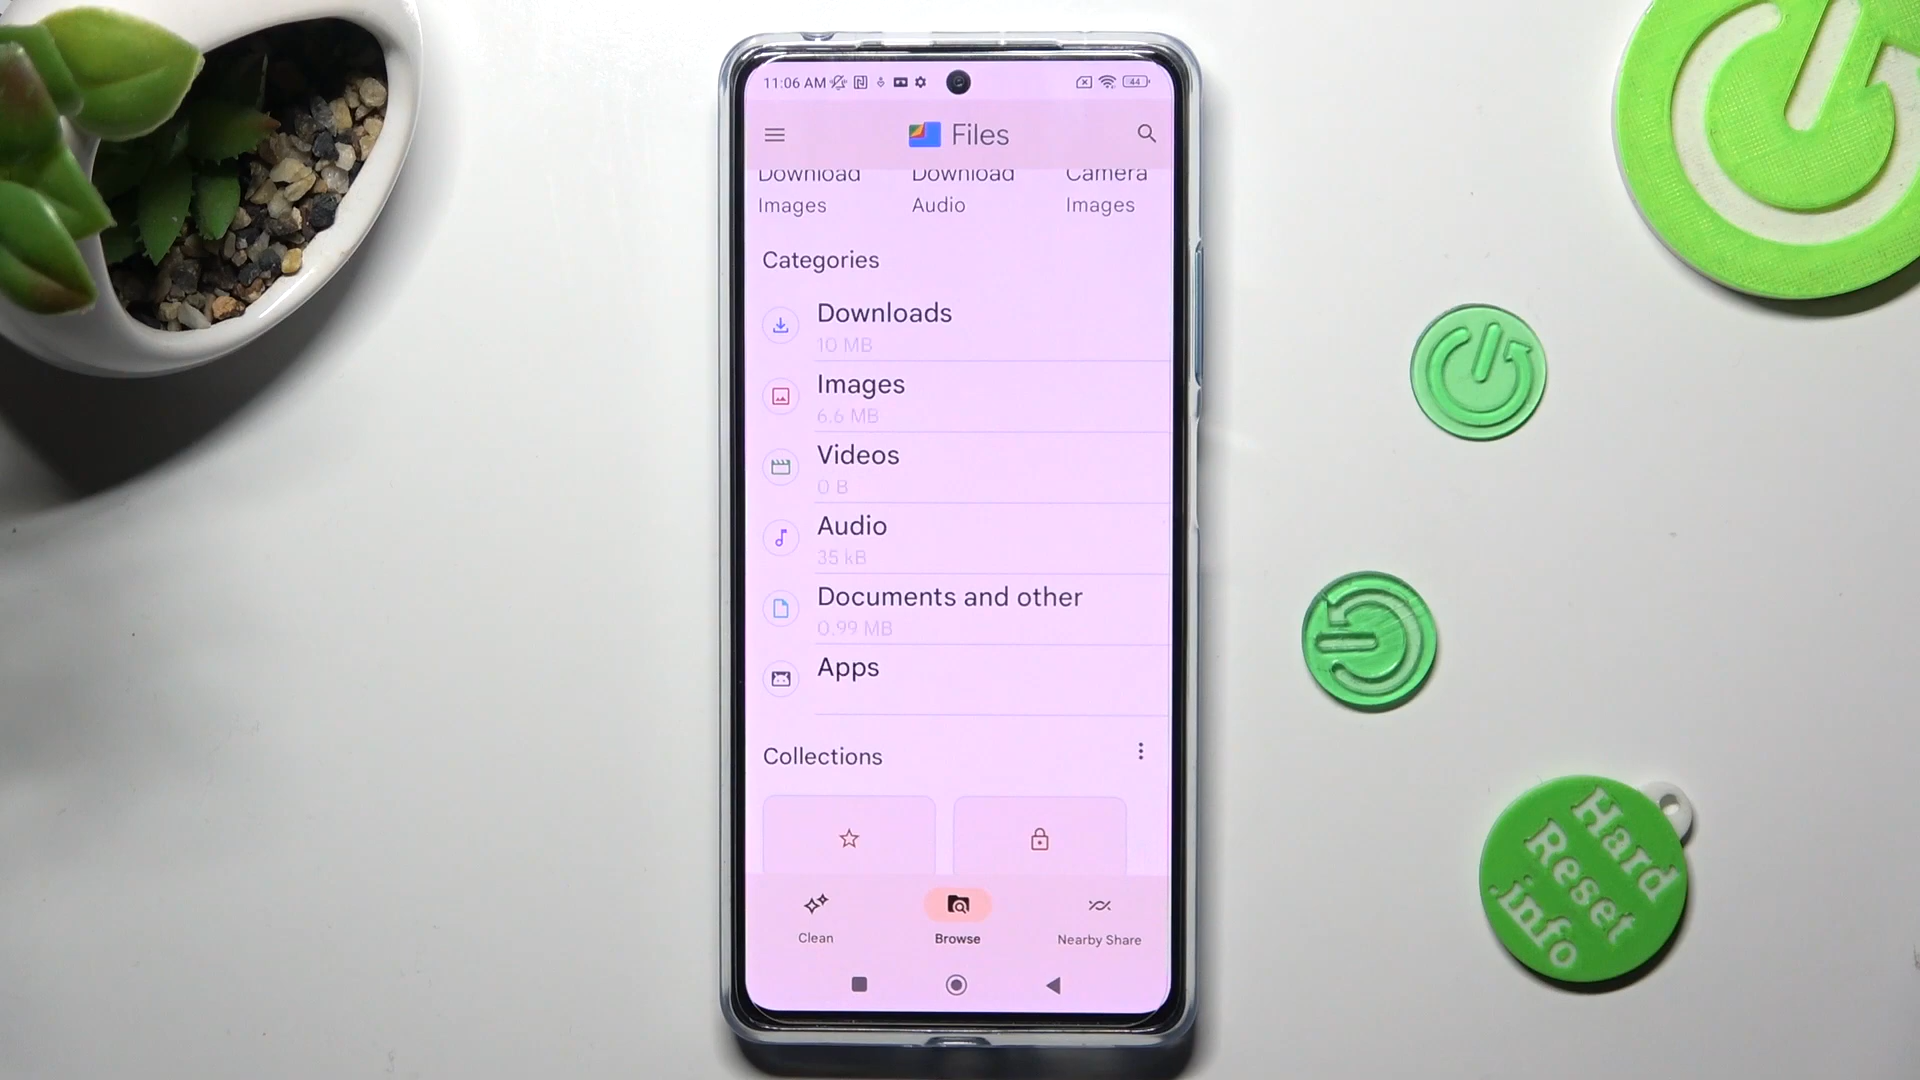 11:06 AM
44
Files
Download
Images
Download
Audio
Camera
Images
Categories
Downloads
10 MB
Images
6.6 MB
Videos
0 B
Audio
35 kB
Documents and other
0.99 MB
Apps
Collections
Clean
Browse
Nearby Share
Hard
Reset
.info